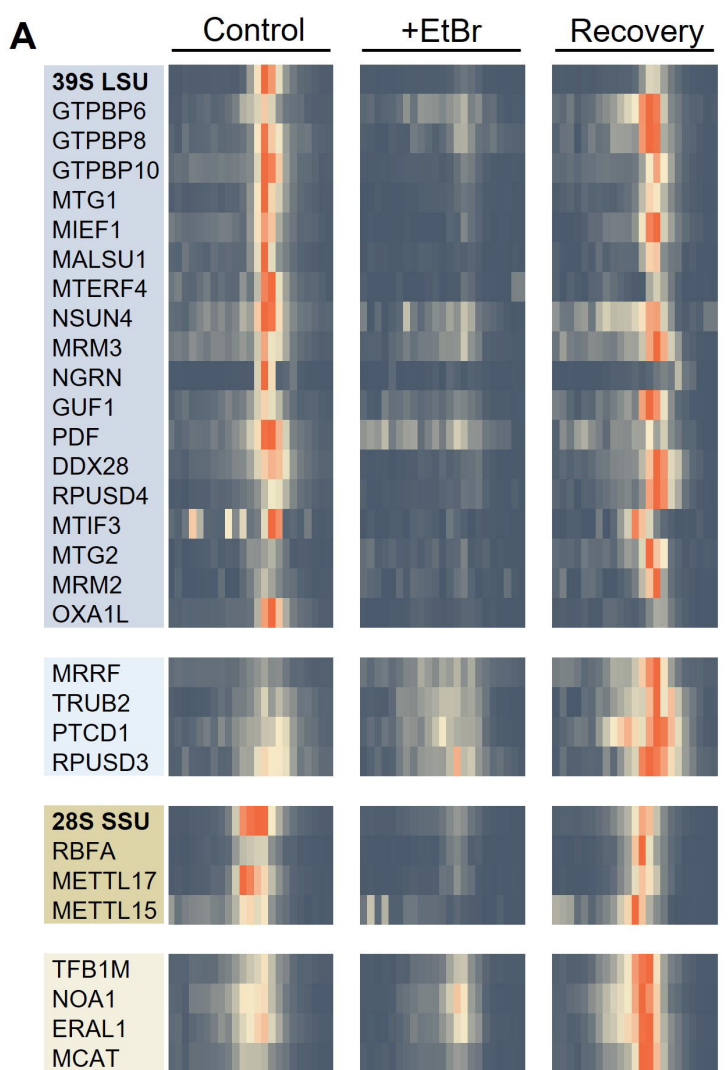 A
Control +EtBr Recovery
39S LSU
GTPBP6
GTPBP8
GTPBP10
MTG1
MIEF1
MALSU1
MTERF4
NSUN4
MRM3
NGRN
GUF1
PDF
DDX28
RPUSD4
MTIF3
MTG2
MRM2
OXA1L
MRRF
TRUB2
PTCD1
RPUSD3
28S SSU
RBFA
METTL17
METTL15
TFB1M
NOA1
ERAL1
MCAT